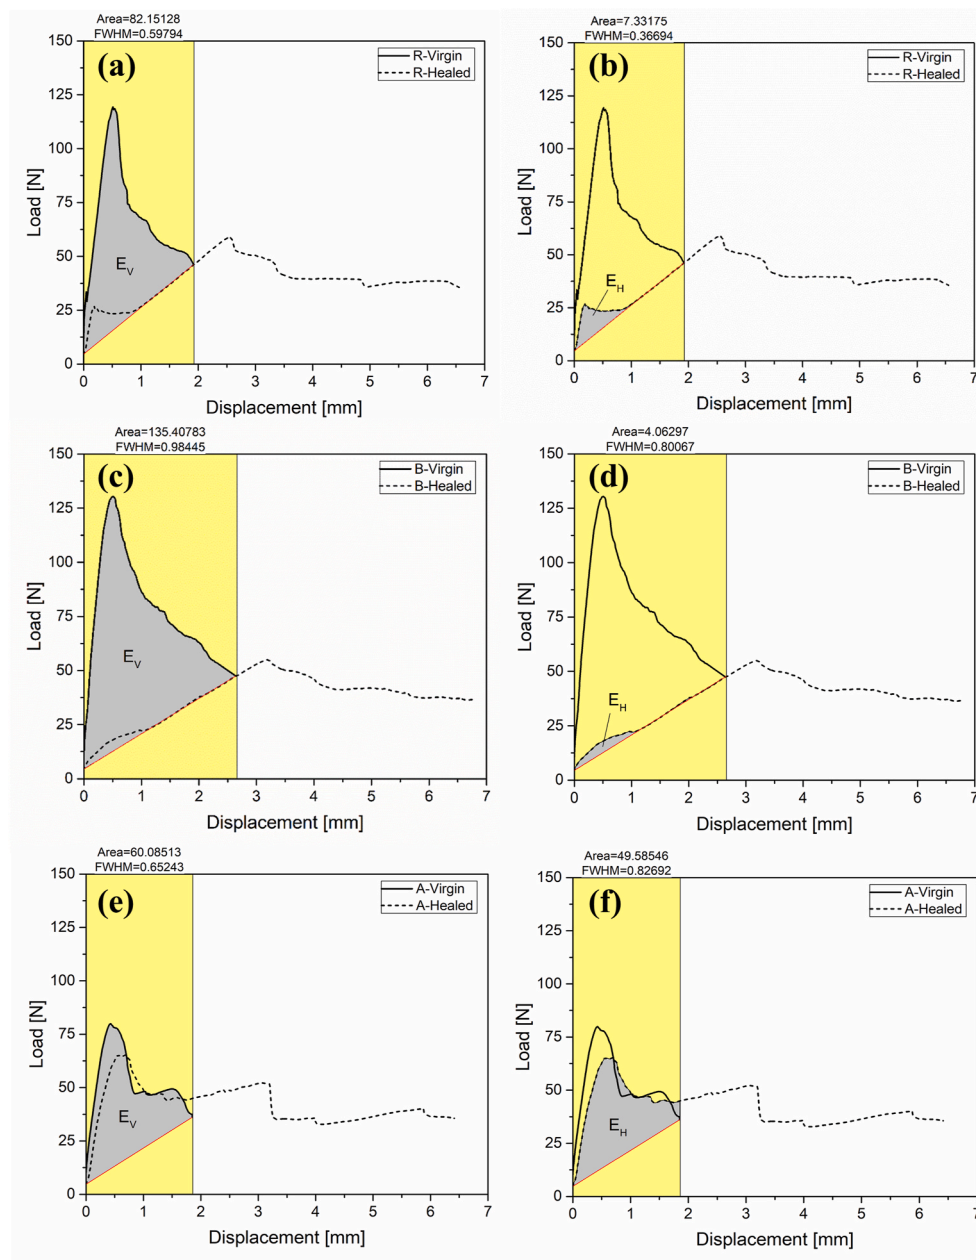 Area=82.15128
FWHM=0.59794
(a)
R-Virgin
R-Healed
150
125
100
75
50
25
0
Load [N]
E_V
0 1 2 3 4 5 6 7
Displacement [mm]
Area=7.33175
FWHM=0.36694
(b)
R-Virgin
R-Healed
150
125
100
75
50
25
0
Load [N]
E_H
0 1 2 3 4 5 6 7
Displacement [mm]
Area=135.40783
FWHM=0.98445
(c)
B-Virgin
B-Healed
150
125
100
75
50
25
0
Load [N]
E_V
0 1 2 3 4 5 6 7
Displacement [mm]
Area=4.06297
FWHM=0.80067
(d)
B-Virgin
B-Healed
150
125
100
75
50
25
0
Load [N]
E_H
0 1 2 3 4 5 6 7
Displacement [mm]
Area=60.08513
FWHM=0.65243
(e)
A-Virgin
A-Healed
150
125
100
75
50
25
0
Load [N]
E_V
0 1 2 3 4 5 6 7
Displacement [mm]
Area=49.58546
FWHM=0.82692
(f)
A-Virgin
A-Healed
150
125
100
75
50
25
0
Load [N]
E_H
0 1 2 3 4 5 6 7
Displacement [mm]